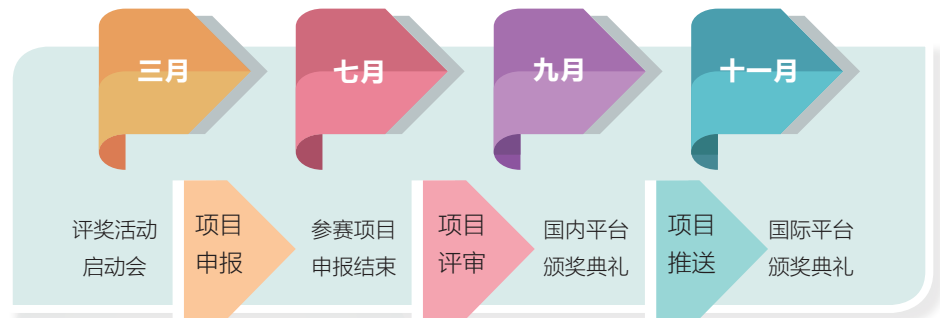 三月
七月
九月
十一月
评奖活动
启动会
项目
申报
参赛项目
申报结束
项目
评审
国内平台
颁奖典礼
项目
推送
国际平台
颁奖典礼